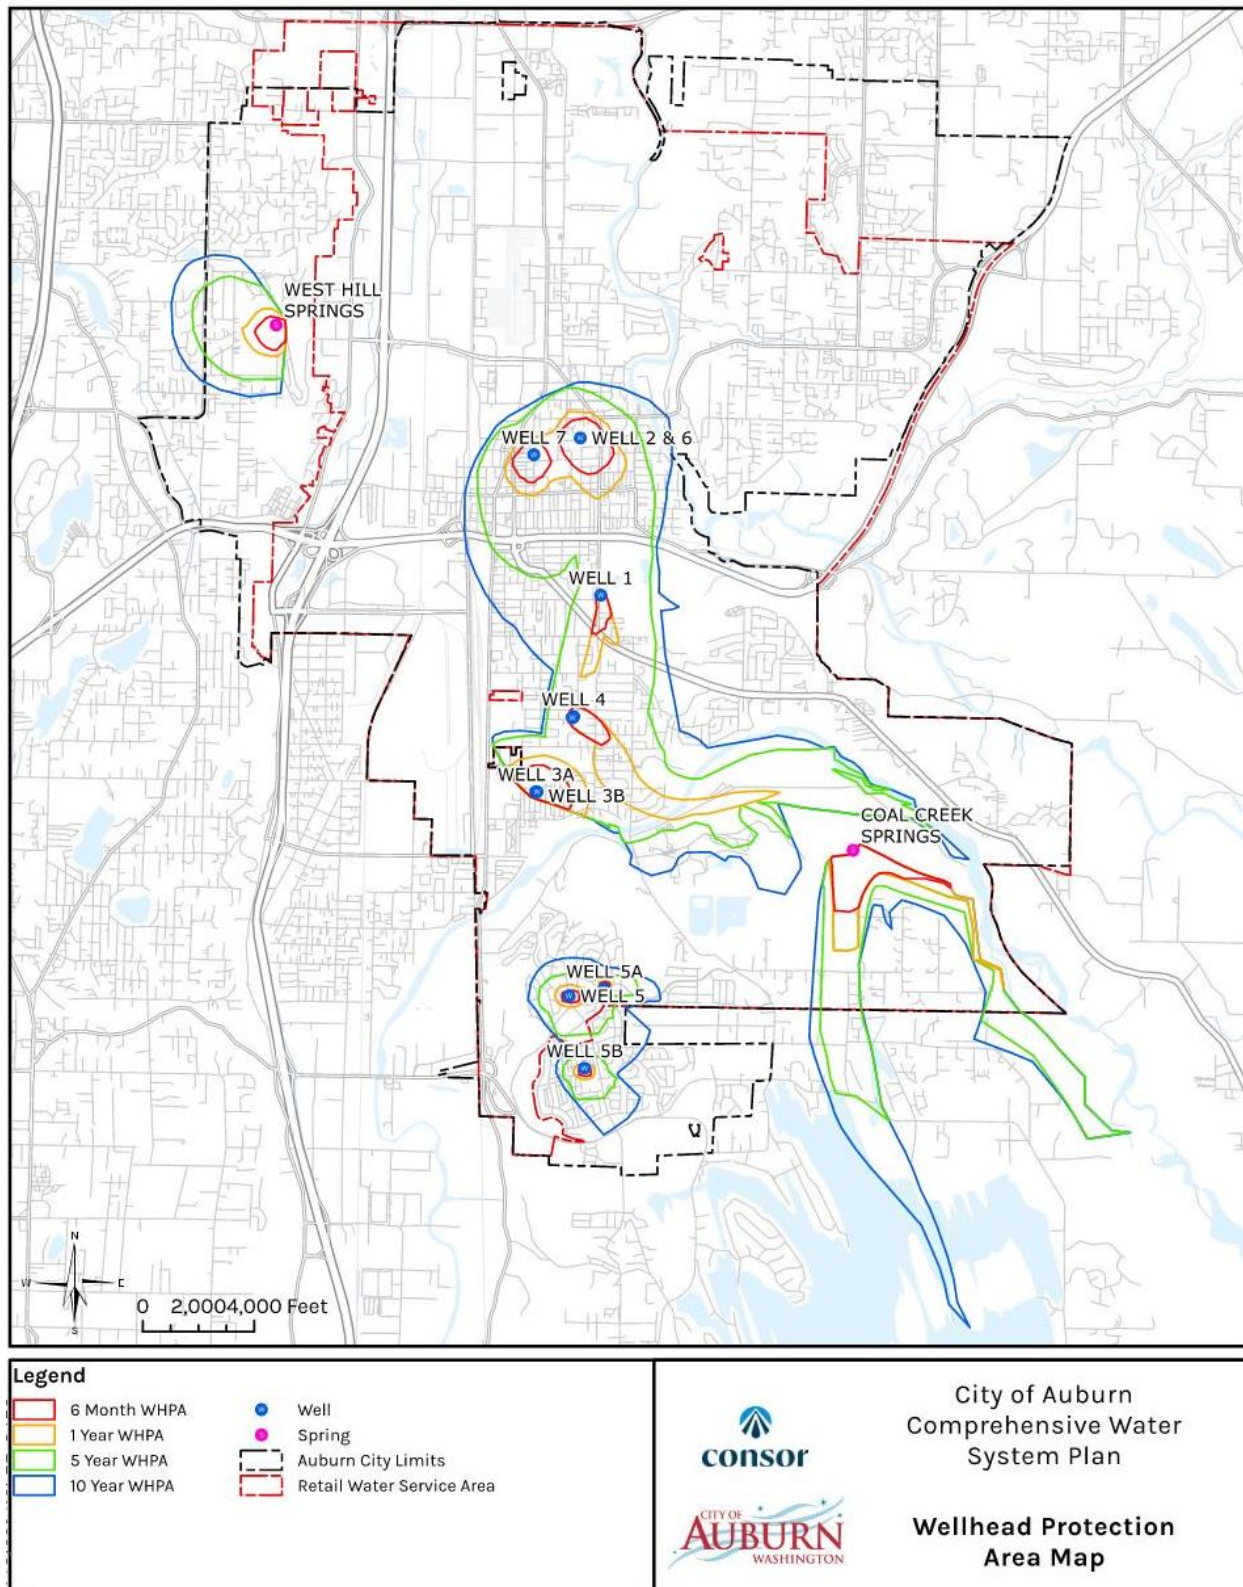 WEST HILL
SPRINGS
WELL 7
WELL 2 & 6
WELL 1
WELL 4
WELL 3A
WELL 3B
COAL CREEK
SPRINGS
WELL 5A
WELL 5
WELL 5B
N
W
E
S
0 2,0004,000 Feet
Legend
6 Month WHPA
1 Year WHPA
5 Year WHPA
10 Year WHPA
W Well
S Spring
Auburn City Limits
Retail Water Service Area
consor
CITY OF
AUBURN
WASHINGTON
City of Auburn
Comprehensive Water
System Plan
Wellhead Protection
Area Map